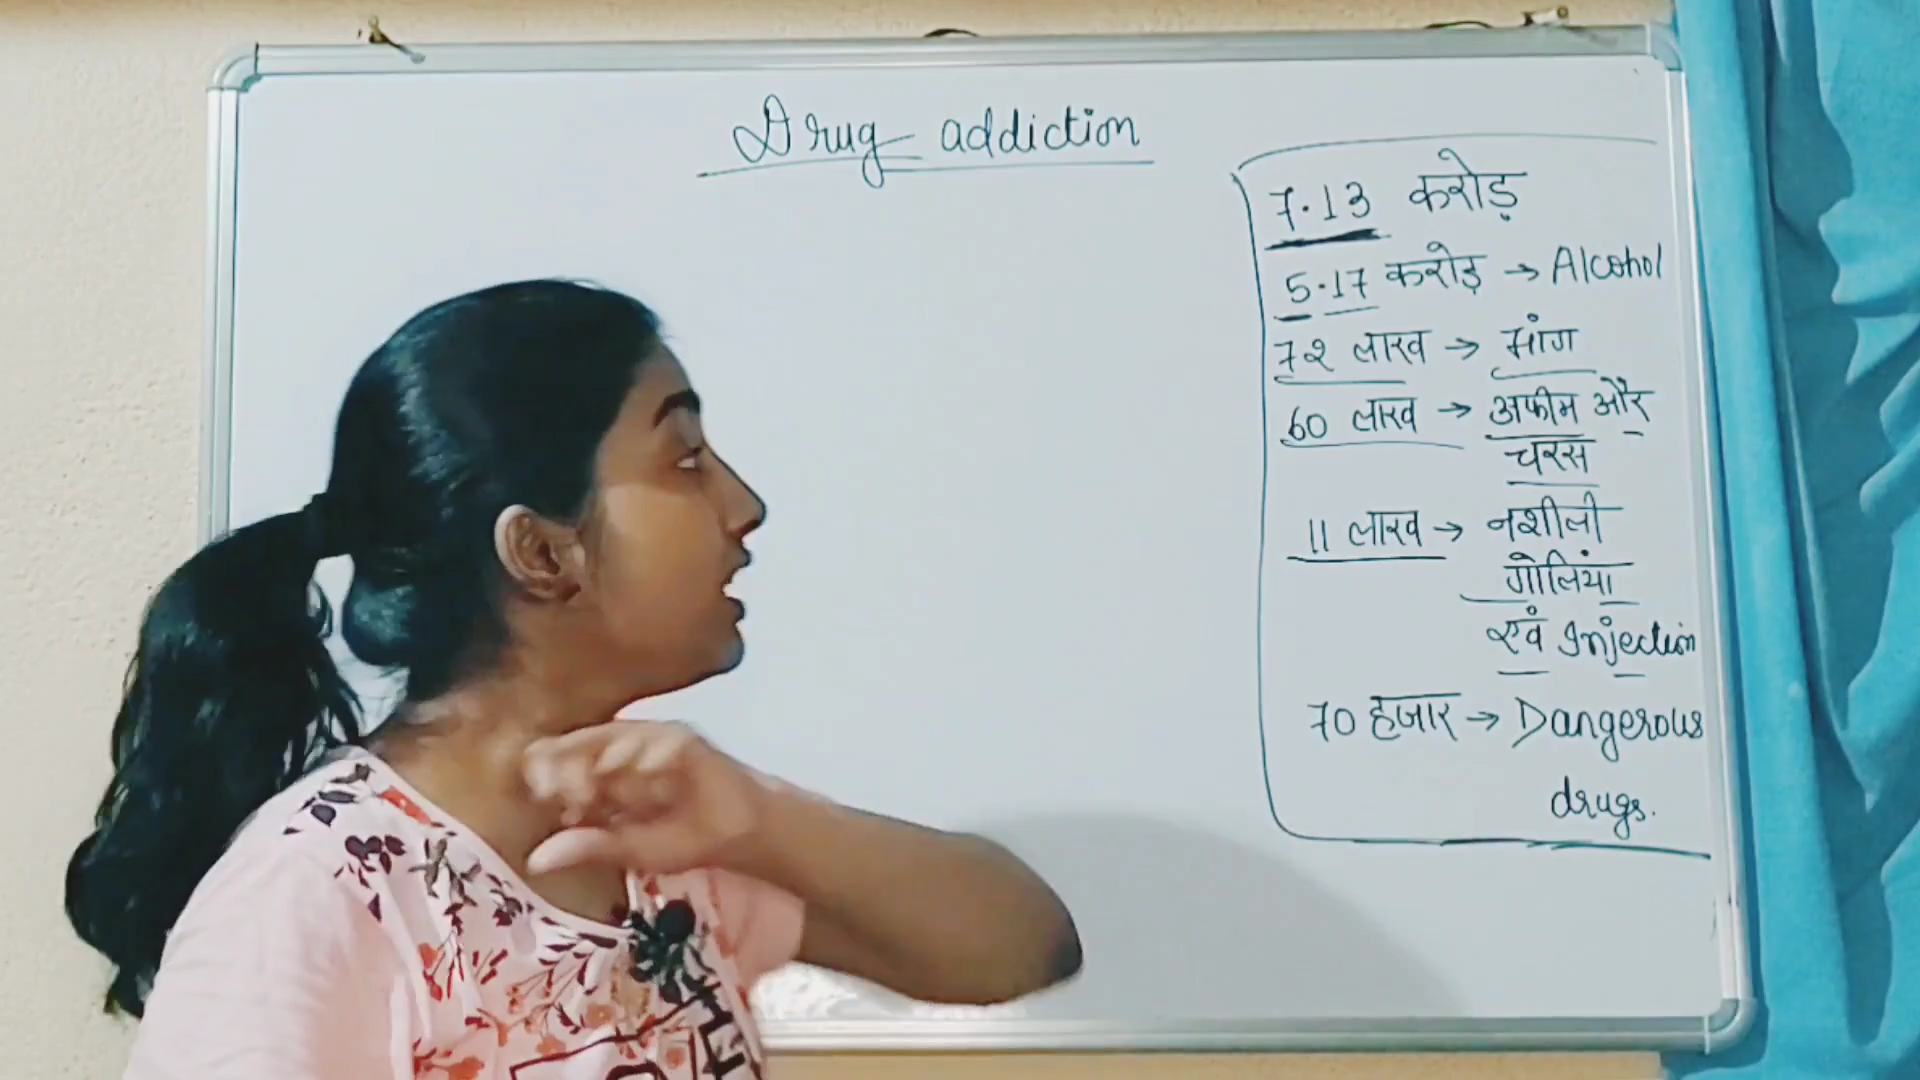 Drug addiction
7.13 करोड़
5.17 करोड़ → Alcohol
72 लाख → भांग
60 लाख → अफीम और
चरस
11 लाख → नशीली
गोलियां
एवं Injection
70 हजार → Dangerous
drugs.